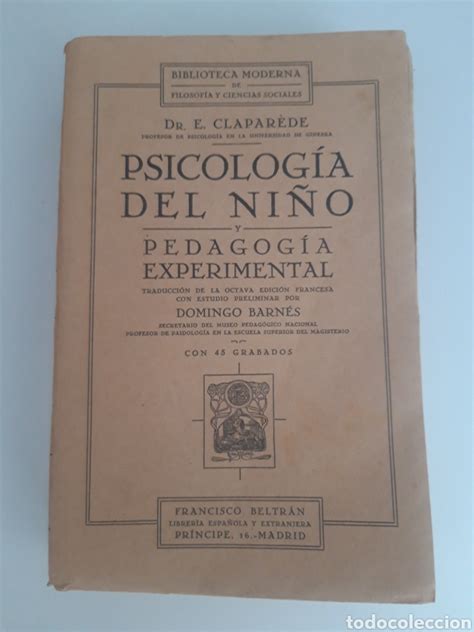 BIBLIOTECA MODERNA
DE
FILOSOFÍA Y CIENCIAS SOCIALES
DR. E. CLAPARÈDE
PROFESOR DE PSICOLOGÍA EN LA UNIVERSIDAD DE GINEBRA
PSICOLOGÍA
DEL NIÑO
Y
PEDAGOGÍA
EXPERIMENTAL
TRADUCCIÓN DE LA OCTAVA EDICIÓN FRANCESA
CON ESTUDIO PRELIMINAR POR
DOMINGO BARNÉS
SECRETARIO DEL MUSEO PEDAGÓGICO NACIONAL
PROFESOR DE PAIDOLOGÍA EN LA ESCUELA SUPERIOR DEL MAGISTERIO
CON 45 GRABADOS
FRANCISCO BELTRÁN
LIBRERÍA ESPAÑOLA Y EXTRANJERA
PRÍNCIPE, 16.-MADRID
todocoleccion